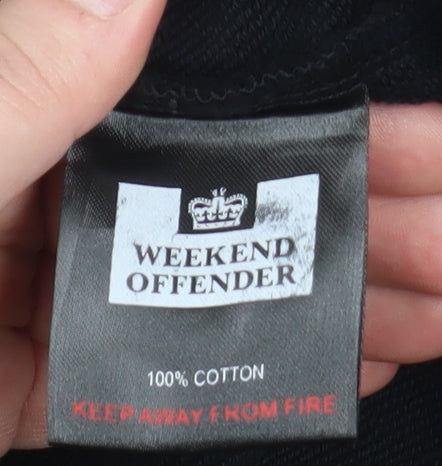 WEEKEND
OFFENDER
100% COTTON
KEEP AWAY FROM FIRE